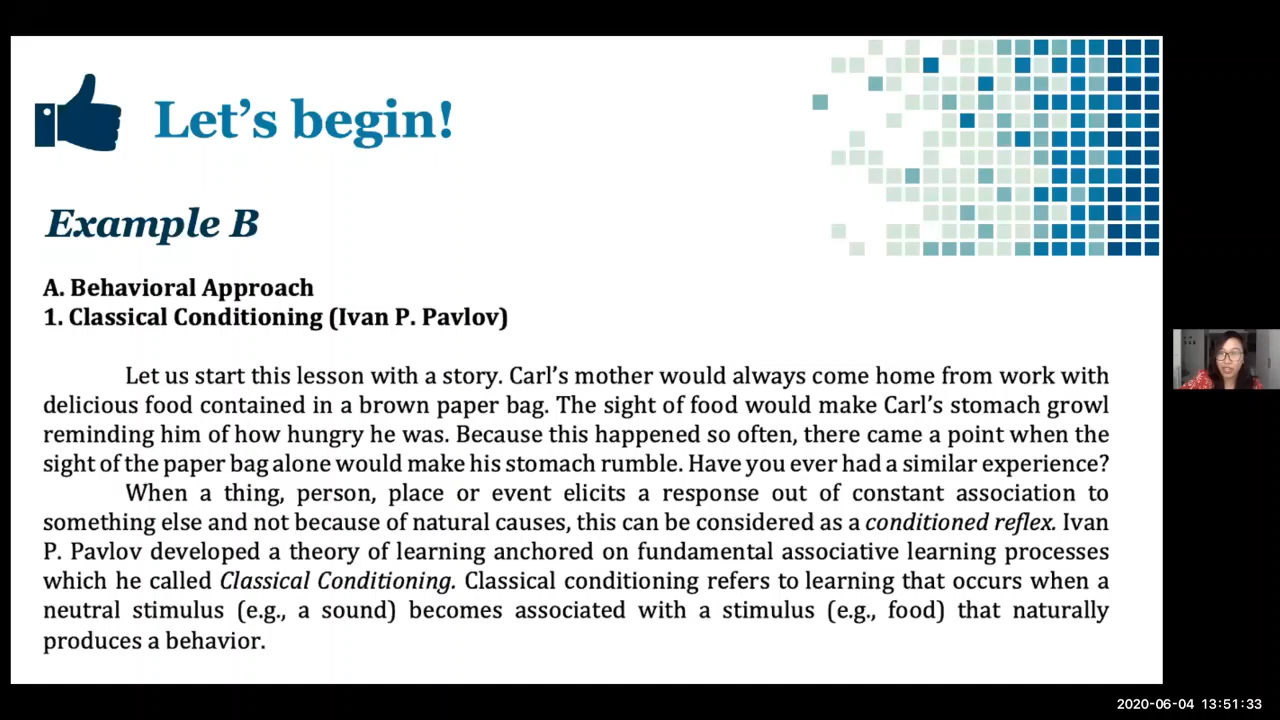 Let’s begin!
Example B
A. Behavioral Approach
1. Classical Conditioning (Ivan P. Pavlov)
Let us start this lesson with a story. Carl’s mother would always come home from work with
delicious food contained in a brown paper bag. The sight of food would make Carl’s stomach growl
reminding him of how hungry he was. Because this happened so often, there came a point when the
sight of the paper bag alone would make his stomach rumble. Have you ever had a similar experience?
When a thing, person, place or event elicits a response out of constant association to
something else and not because of natural causes, this can be considered as a conditioned reflex. Ivan
P. Pavlov developed a theory of learning anchored on fundamental associative learning processes
which he called Classical Conditioning. Classical conditioning refers to learning that occurs when a
neutral stimulus (e.g., a sound) becomes associated with a stimulus (e.g., food) that naturally
produces a behavior.
2020-06-04 13:51:33